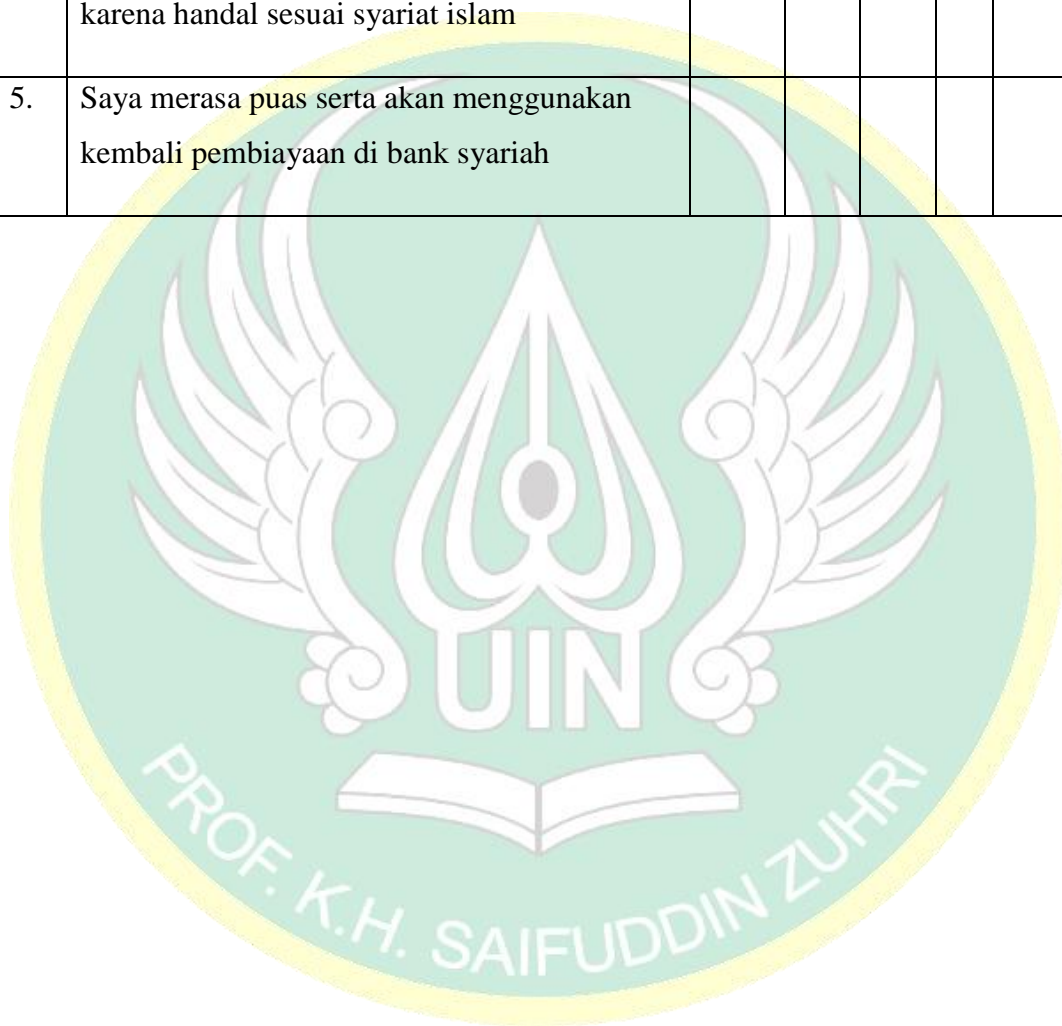 karena handal sesuai syariat islam
5. Saya merasa puas serta akan menggunakan
kembali pembiayaan di bank syariah
UIN
PROF. K.H. SAIFUDDIN ZUHRI